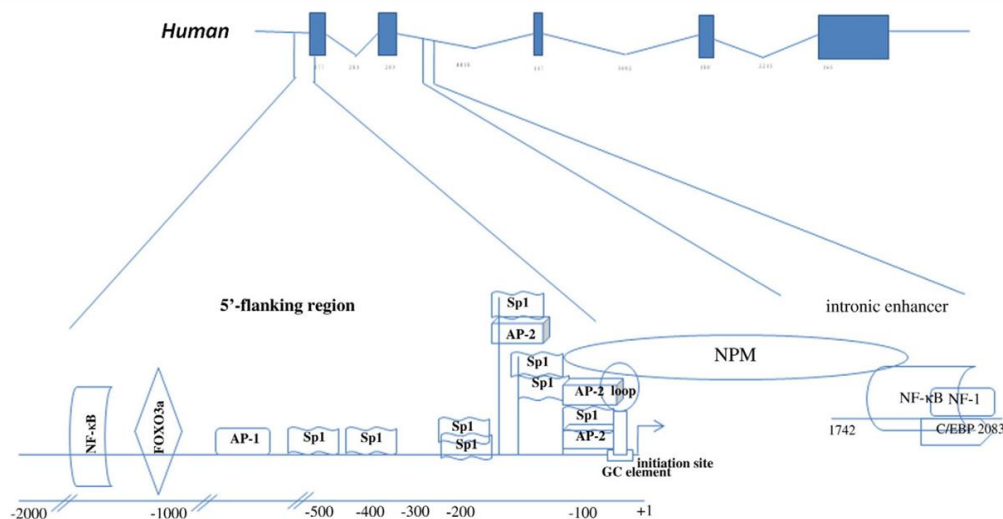 Human
5'-flanking region
intronic enhancer
Sp1
AP-2
NPM
Sp1
Sp1
AP-2 loop
NF-κB NF-1
Sp1
AP-2
NF-κB
FOXO3a
AP-1
Sp1
Sp1
Sp1
Sp1
1742
C/EBP 2083
initiation site
GC element
-2000
-1000
-500
-400
-300
-200
-100
+1